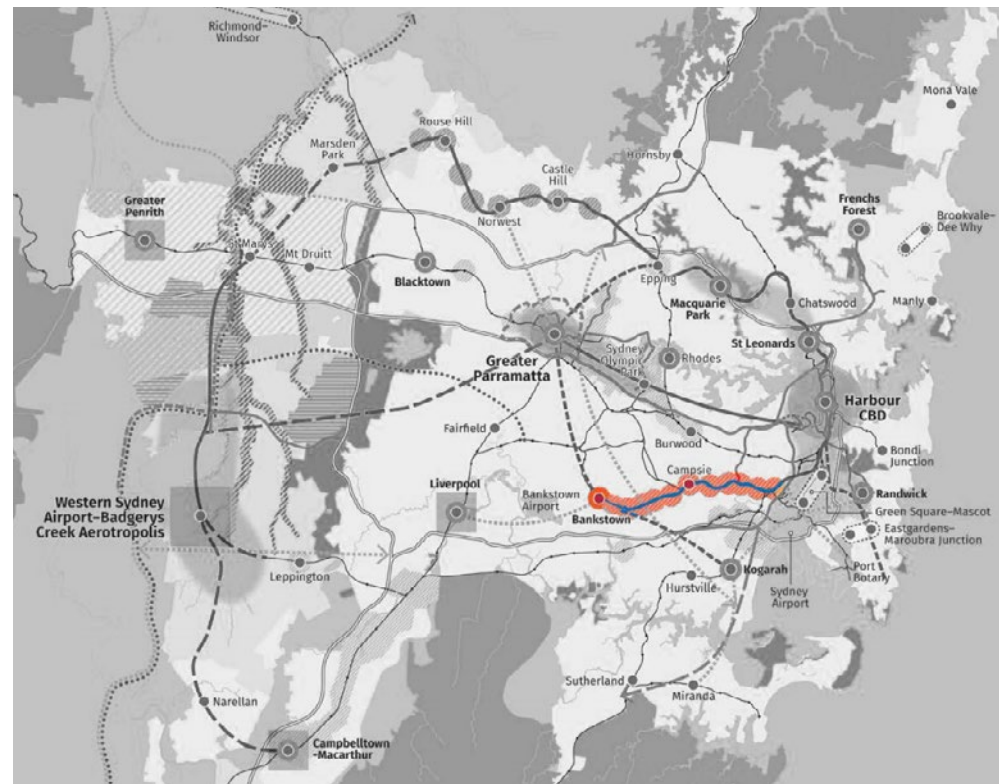 Richmond–
Windsor
Mona Vale
Rouse Hill
Marsden
Park
Hornsby
Castle
Hill
Greater
Penrith
Norwest
Frenchs
Forest
Brookvale–
Dee Why
St Marys
Mt Druitt
Blacktown
Epping
Macquarie
Park
Chatswood
Manly
St Leonards
Greater
Parramatta
Sydney
Olympic
Park
Rhodes
Harbour
CBD
Fairfield
Burwood
Bondi
Junction
Campsie
Liverpool
Bankstown
Airport
Bankstown
Randwick
Green Square–Mascot
Western Sydney
Airport–Badgerys
Creek Aerotropolis
Eastgardens–
Maroubra Junction
Leppington
Kogarah
Port
Botany
Hurstville
Sydney
Airport
Sutherland
Miranda
Narellan
Campbelltown
-Macarthur